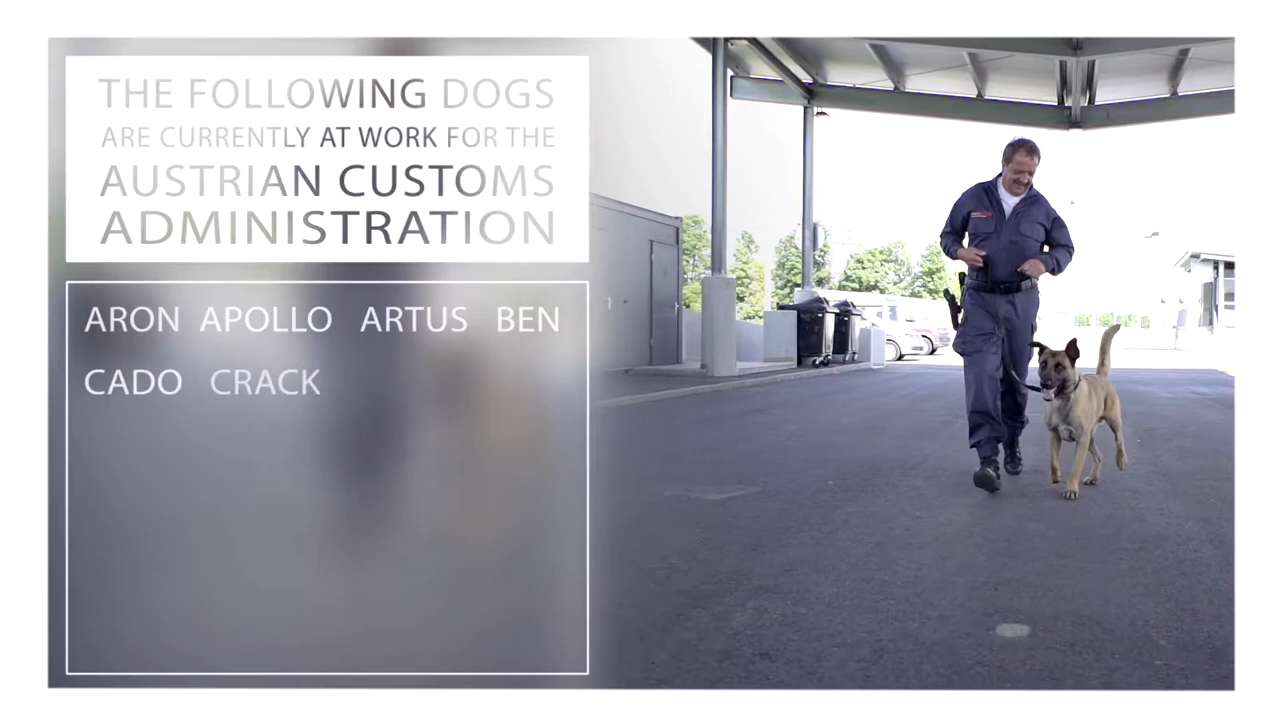 THE FOLLOWING DOGS
ARE CURRENTLY AT WORK FOR THE
AUSTRIAN CUSTOMS
ADMINISTRATION
ARON APOLLO ARTUS BEN
CADO CRACK